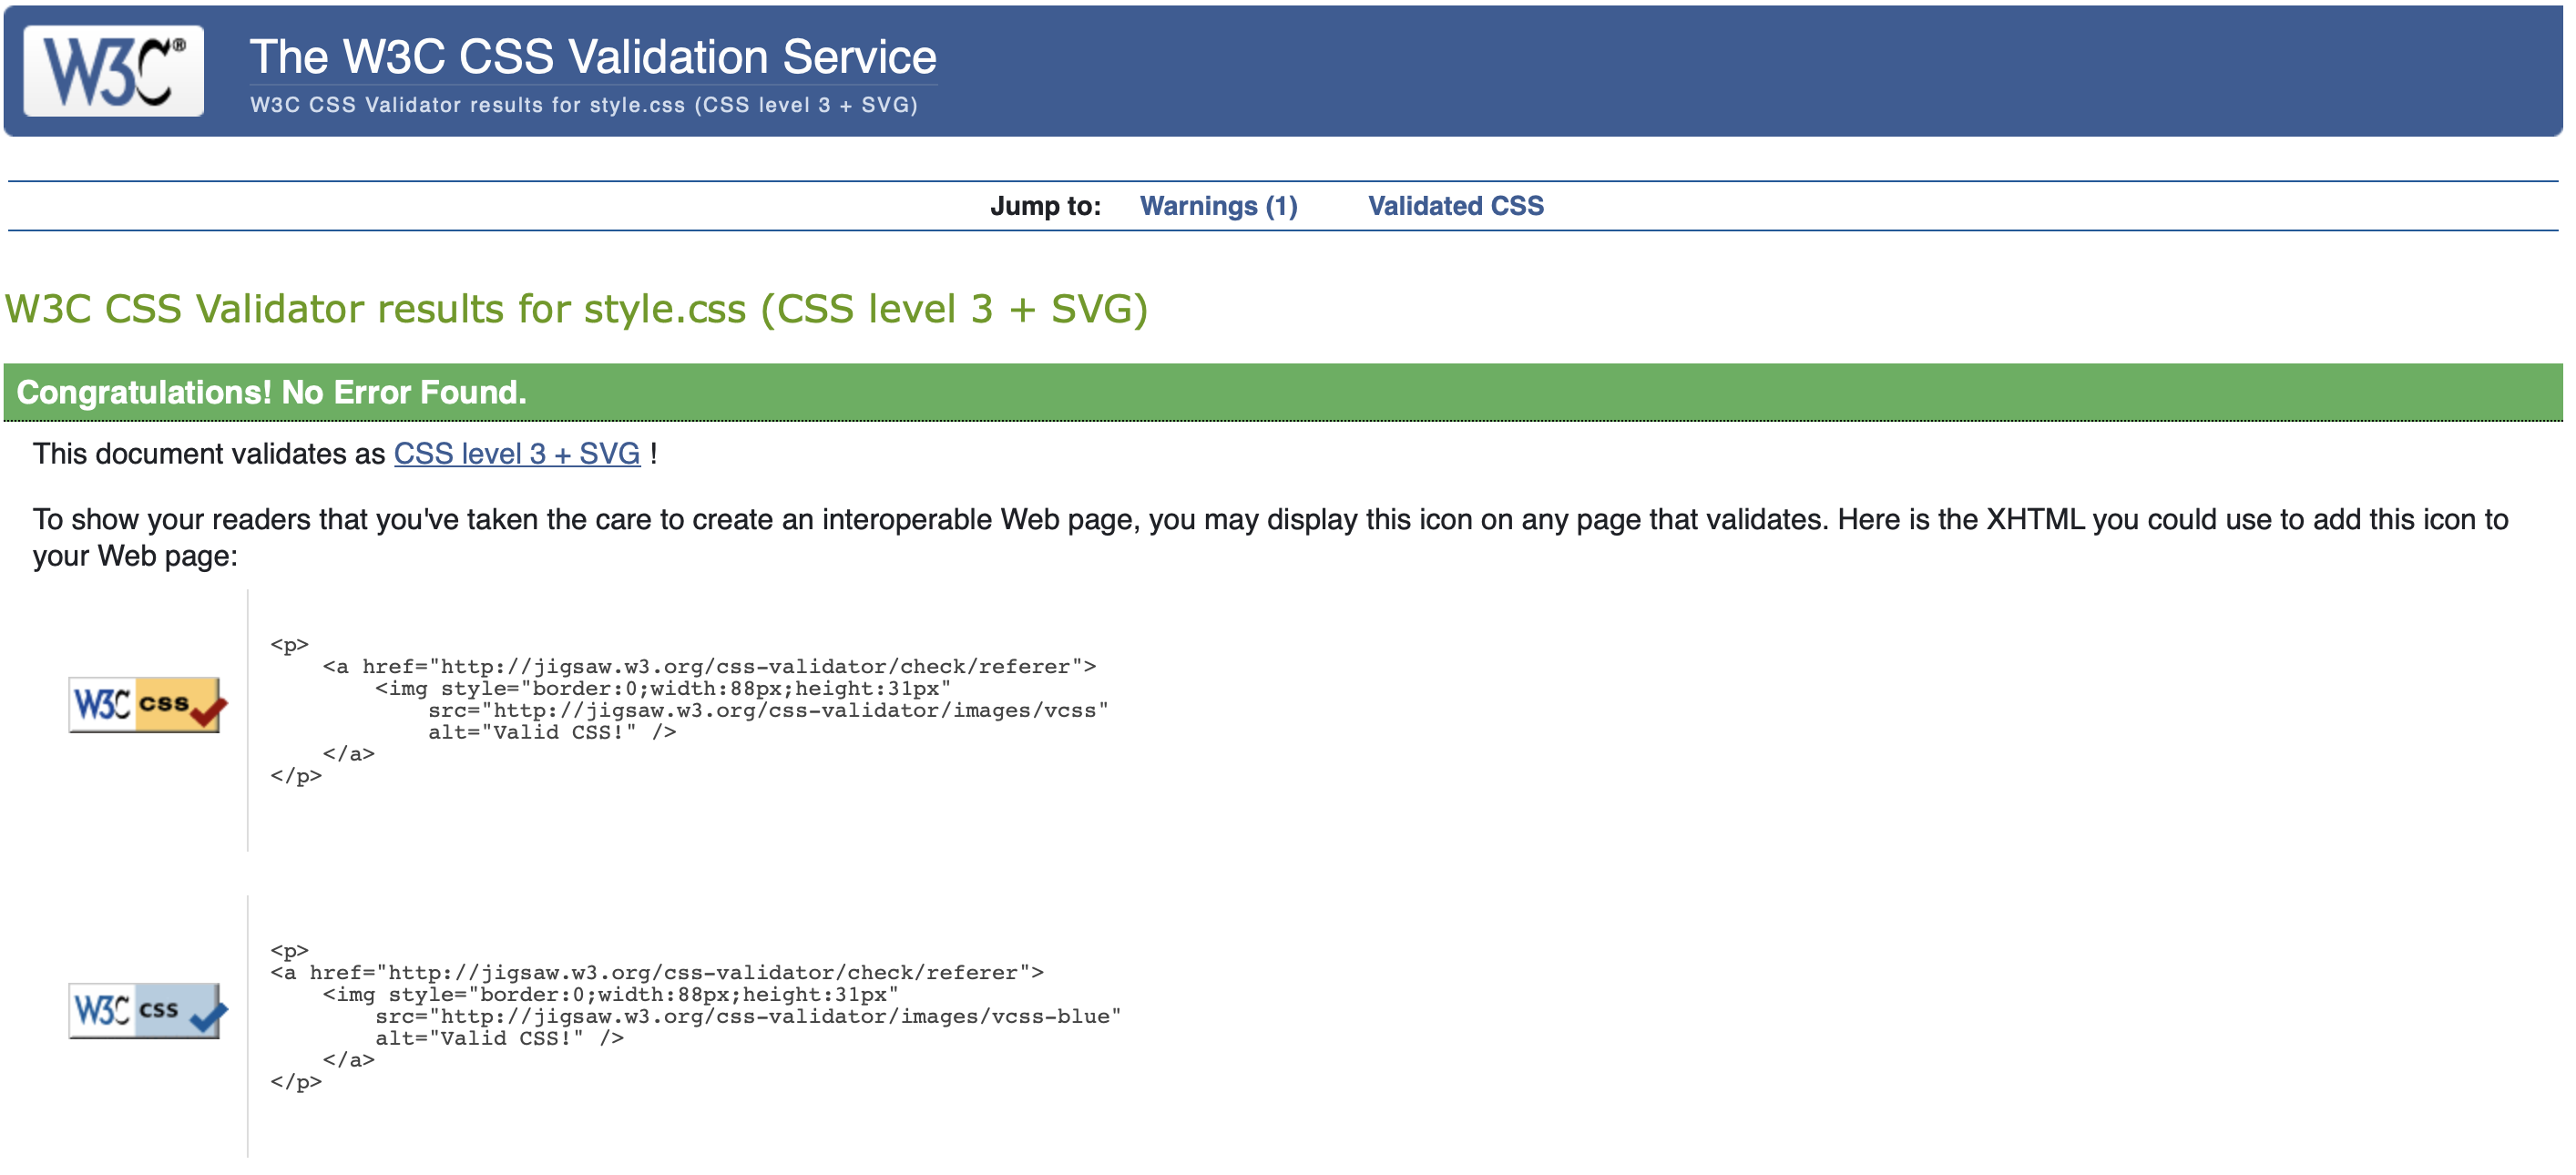 W3C®
The W3C CSS Validation Service
W3C CSS Validator results for style.css (CSS level 3 + SVG)
Jump to: Warnings (1) Validated CSS
W3C CSS Validator results for style.css (CSS level 3 + SVG)
Congratulations! No Error Found.
This document validates as CSS level 3 + SVG !
To show your readers that you've taken the care to create an interoperable Web page, you may display this icon on any page that validates. Here is the XHTML you could use to add this icon to
your Web page:
W3C css
<p>
<a href="http://jigsaw.w3.org/css-validator/check/referer">
<img style="border:0;width:88px;height:31px"
src="http://jigsaw.w3.org/css-validator/images/vcss"
alt="Valid CSS!" />
</a>
</p>
W3C css
<p>
<a href="http://jigsaw.w3.org/css-validator/check/referer">
<img style="border:0;width:88px;height:31px"
src="http://jigsaw.w3.org/css-validator/images/vcss-blue"
alt="Valid CSS!" />
</a>
</p>